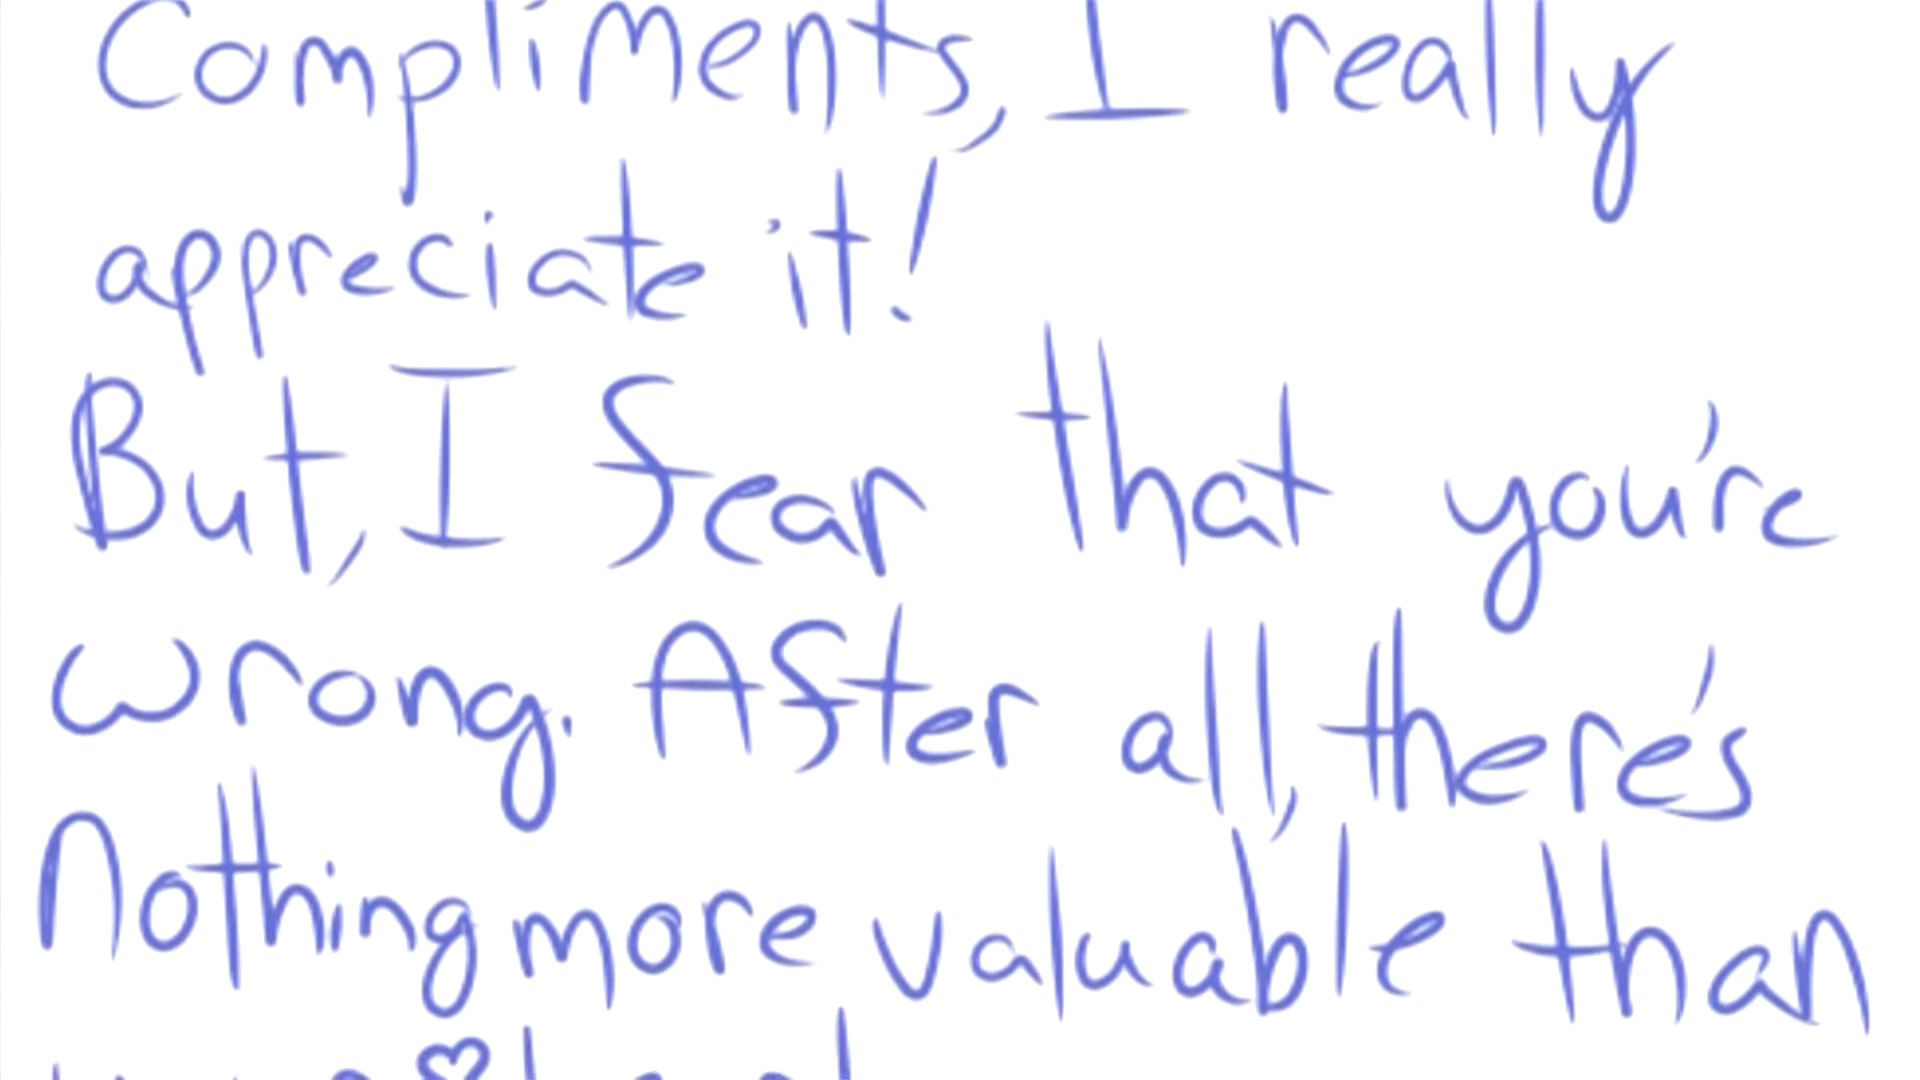 Compliments, I really
appreciate it!
But, I fear that you're
wrong. After all, there's
Nothing more valuable than